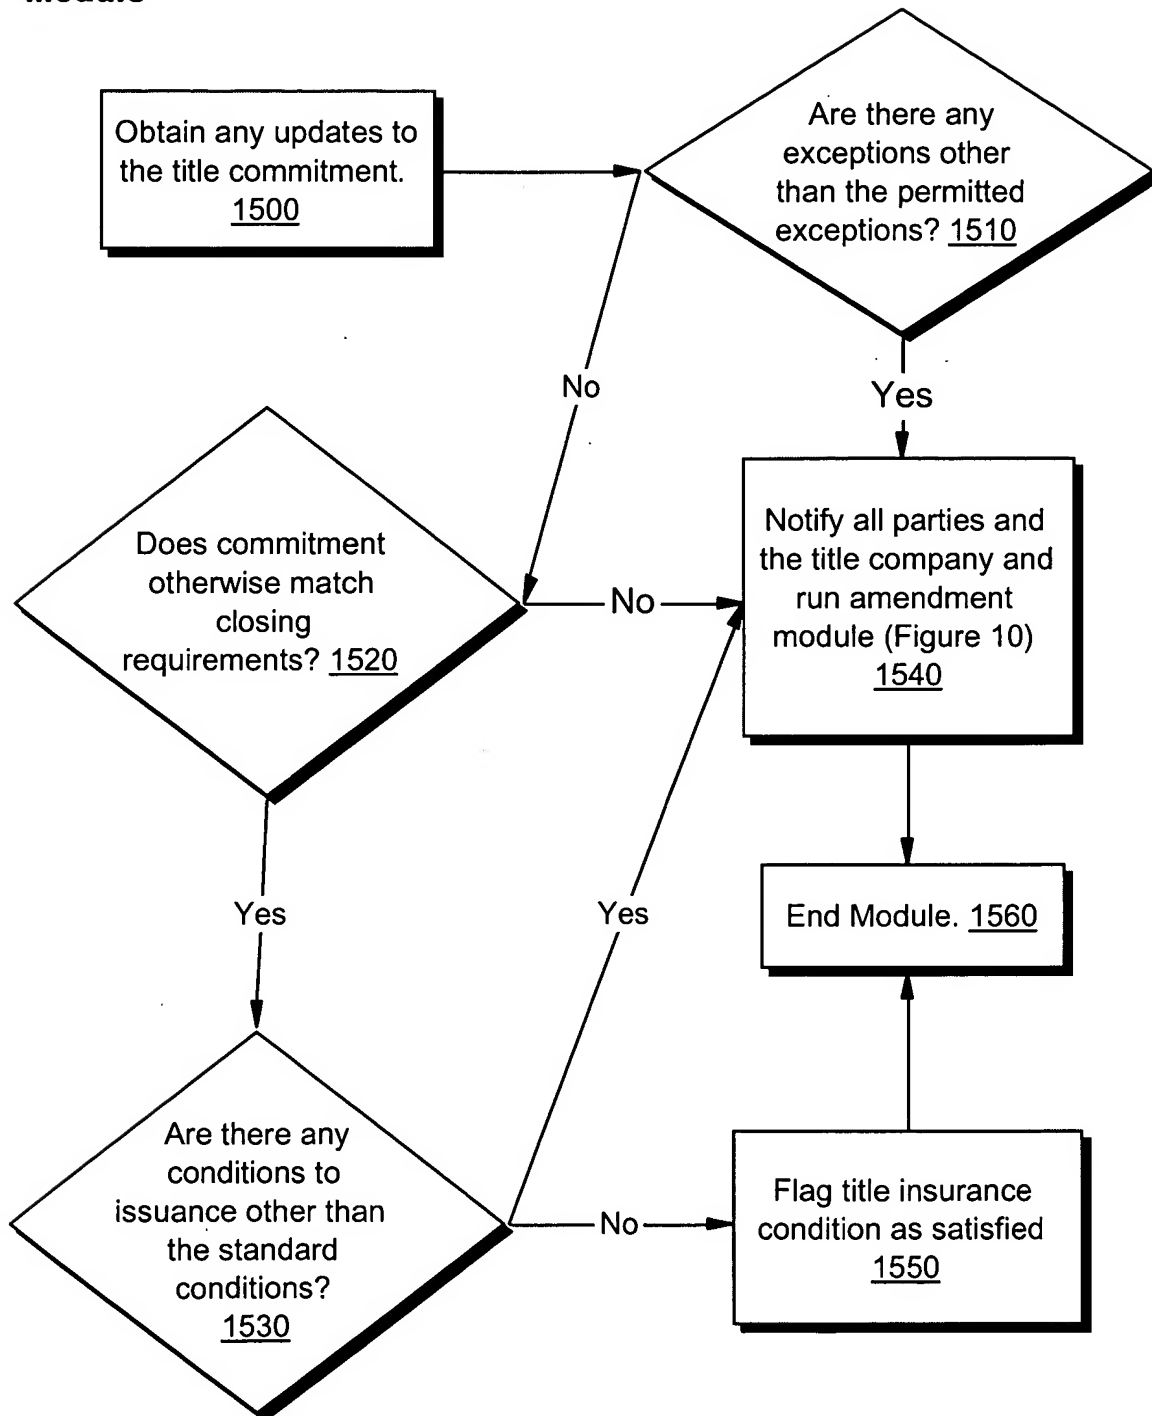 Obtain any updates to
the title commitment.
1500
Are there any
exceptions other
than the permitted
exceptions? 1510
No
Yes
Does commitment
otherwise match
closing
requirements? 1520
No
Notify all parties and
the title company and
run amendment
module (Figure 10)
1540
Yes
Yes
End Module. 1560
Are there any
conditions to
issuance other than
the standard
conditions?
1530
No
Flag title insurance
condition as satisfied
1550